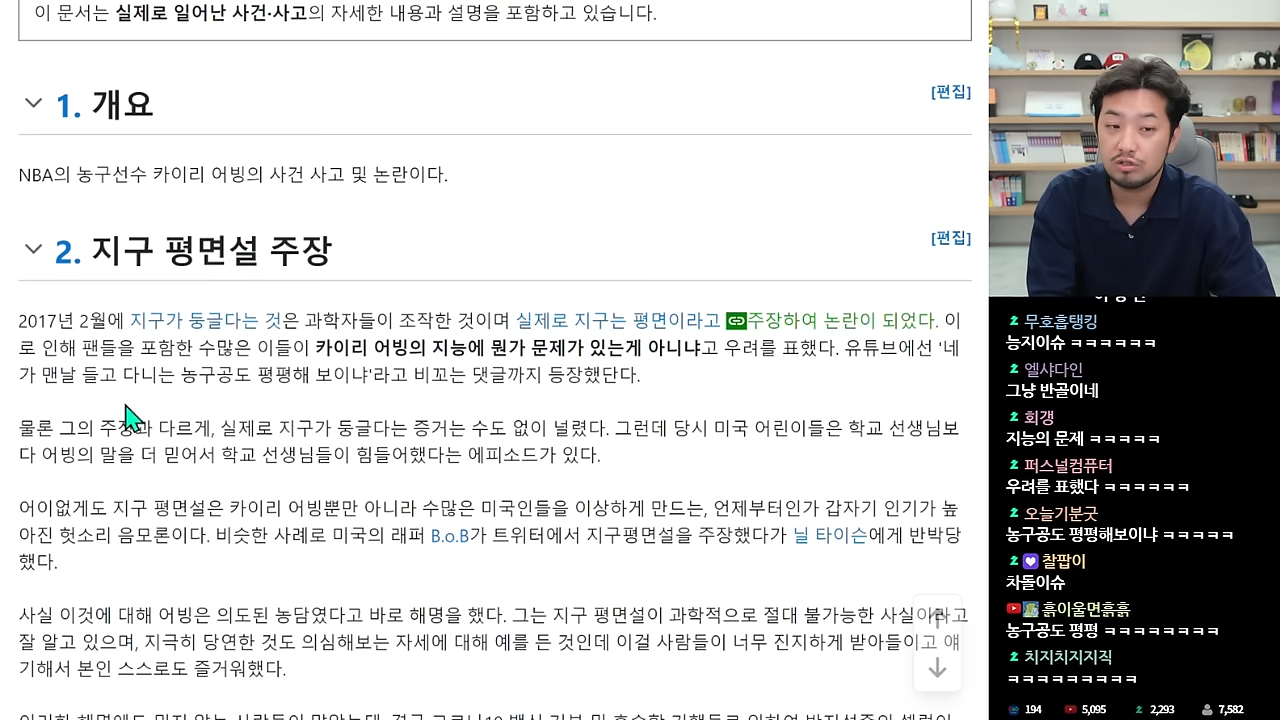 이 문서는 실제로 일어난 사건·사고의 자세한 내용과 설명을 포함하고 있습니다.
1. 개요
[편집]
NBA의 농구선수 카이리 어빙의 사건 사고 및 논란이다.
2. 지구 평면설 주장
[편집]
2017년 2월에 지구가 둥글다는 것은 과학자들이 조작한 것이며 실제로 지구는 평면이라고 주장하여 논란이 되었다. 이
로 인해 팬들을 포함한 수많은 이들이 카이리 어빙의 지능에 뭔가 문제가 있는게 아니냐고 우려를 표했다. 유튜브에선 '네
가 맨날 들고 다니는 농구공도 평평해 보이냐'라고 비꼬는 댓글까지 등장했단다.
물론 그의 주장과 다르게, 실제로 지구가 둥글다는 증거는 수도 없이 널렸다. 그런데 당시 미국 어린이들은 학교 선생님보
다 어빙의 말을 더 믿어서 학교 선생님들이 힘들어했다는 에피소드가 있다.
어이없게도 지구 평면설은 카이리 어빙뿐만 아니라 수많은 미국인들을 이상하게 만드는, 언제부터인가 갑자기 인기가 높
아진 헛소리 음모론이다. 비슷한 사례로 미국의 래퍼 B.o.B가 트위터에서 지구평면설을 주장했다가 닐 타이슨에게 반박당
했다.
사실 이것에 대해 어빙은 의도된 농담였다고 바로 해명을 했다. 그는 지구 평면설이 과학적으로 절대 불가능한 사실이라고
잘 알고 있으며, 지극히 당연한 것도 의심해보는 자세에 대해 예를 든 것인데 이걸 사람들이 너무 진지하게 받아들이고 얘
기해서 본인 스스로도 즐거워했다.
무호흡탱킹
능지이슈 ㅋㅋㅋㅋㅋㅋ
엘샤다인
그냥 반골이네
회갱
지능의 문제 ㅋㅋㅋㅋㅋ
퍼스널컴퓨터
우려를 표했다 ㅋㅋㅋㅋㅋㅋ
오늘기분굿
농구공도 평평해보이냐 ㅋㅋㅋㅋㅋ
찰팝이
차돌이슈
흙이울면흙흙
농구공도 평평 ㅋㅋㅋㅋㅋㅋㅋㅋ
치지치지지직
ㅋㅋㅋㅋㅋㅋㅋㅋㅋ
194 5,095 2,293 7,582